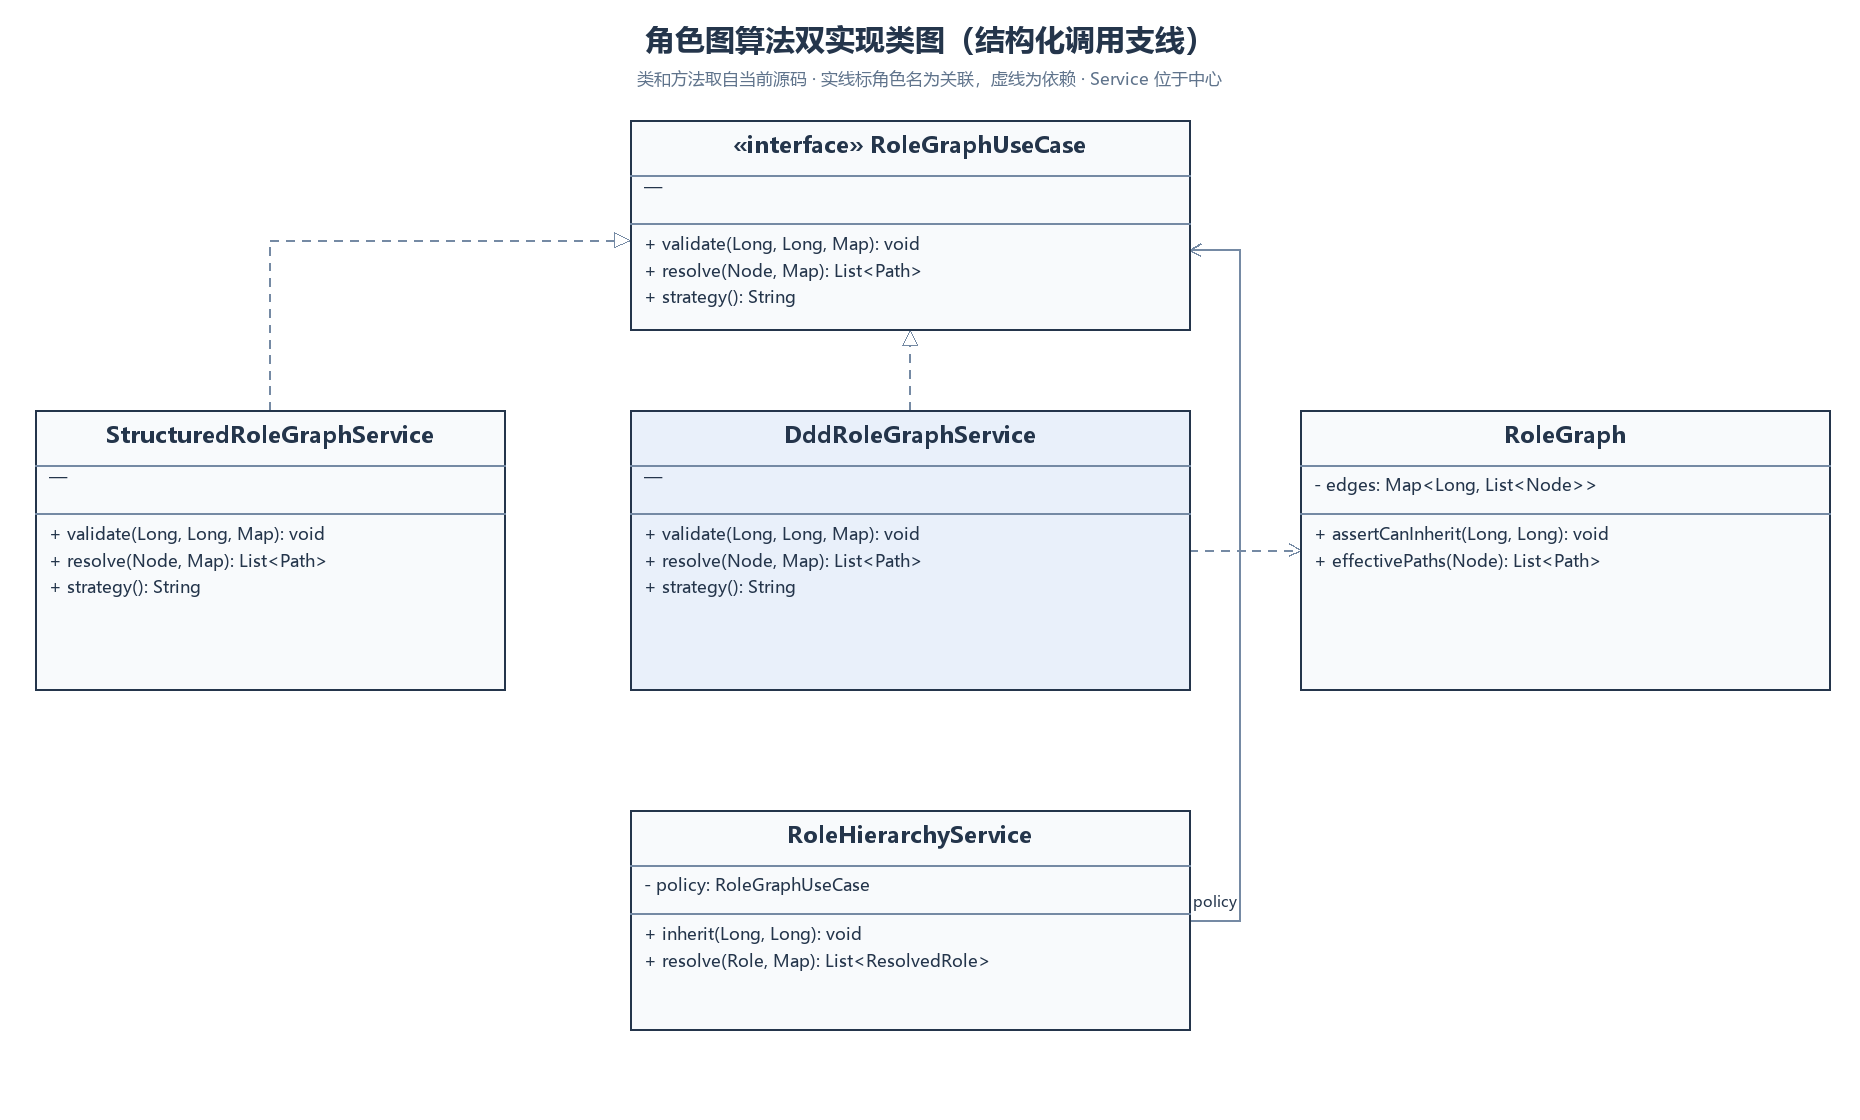 角色图算法双实现类图（结构化调用支线）
类和方法取自当前源码 · 实线标角色名为关联，虚线为依赖 · Service 位于中心
«interface» RoleGraphUseCase
—
+ validate(Long, Long, Map): void
+ resolve(Node, Map): List<Path>
+ strategy(): String
StructuredRoleGraphService
—
+ validate(Long, Long, Map): void
+ resolve(Node, Map): List<Path>
+ strategy(): String
DddRoleGraphService
—
+ validate(Long, Long, Map): void
+ resolve(Node, Map): List<Path>
+ strategy(): String
RoleGraph
- edges: Map<Long, List<Node>>
+ assertCanInherit(Long, Long): void
+ effectivePaths(Node): List<Path>
RoleHierarchyService
- policy: RoleGraphUseCase
policy
+ inherit(Long, Long): void
+ resolve(Role, Map): List<ResolvedRole>